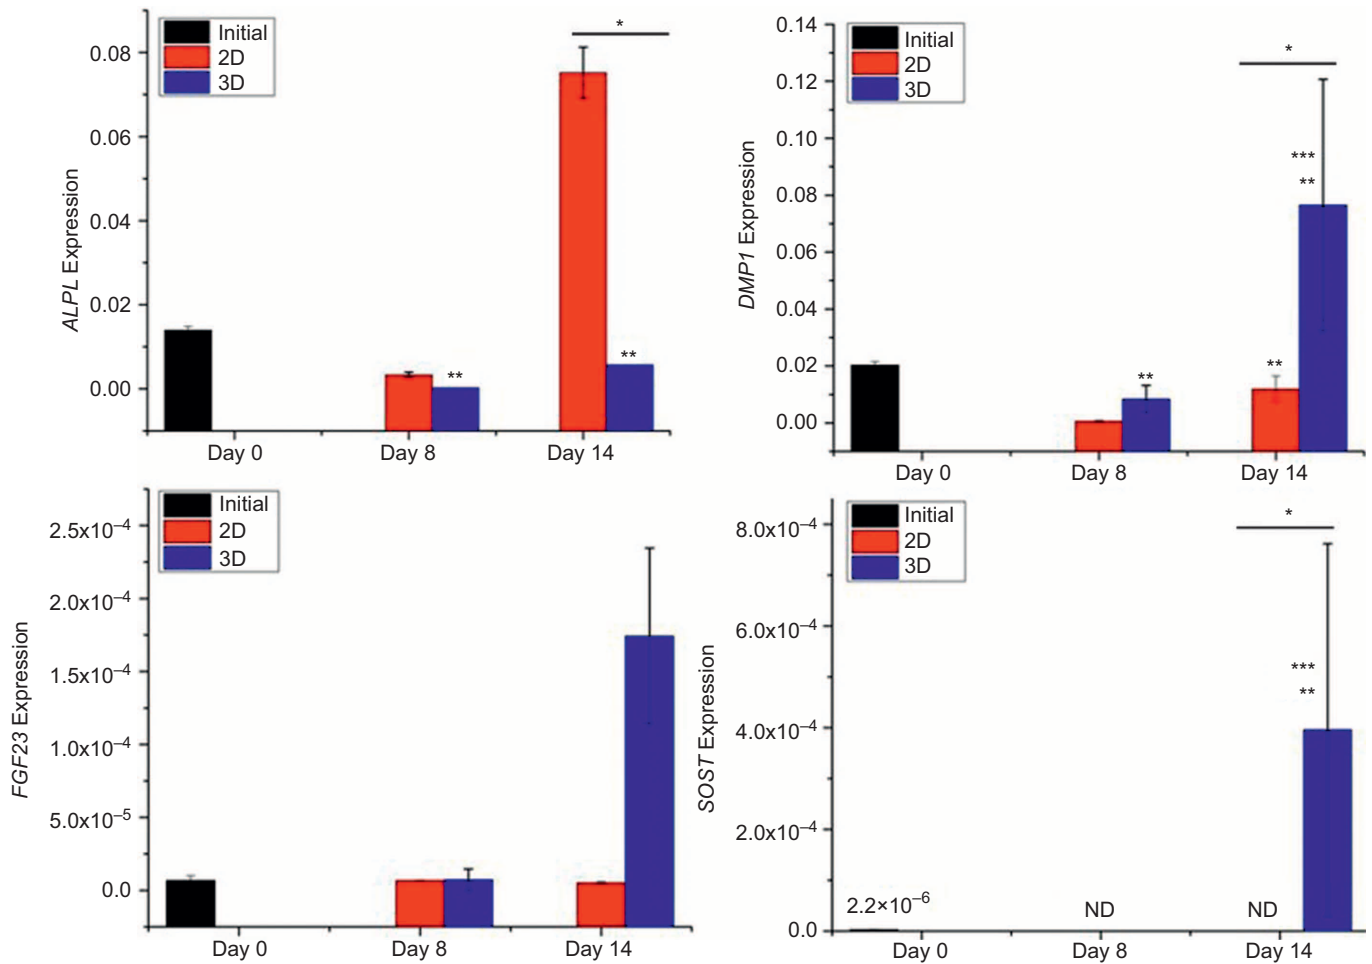 Initial
2D
3D
*
0.08
0.06
0.04
0.02
0.00
**
**
ALPL Expression
Day 0
Day 8
Day 14
Initial
2D
3D
*
0.14
0.12
0.10
0.08
0.06
0.04
0.02
0.00
***
**
**
**
DMP1 Expression
Day 0
Day 8
Day 14
Initial
2D
3D
2.5x10⁻⁴
2.0x10⁻⁴
1.5x10⁻⁴
1.0x10⁻⁴
5.0x10⁻⁵
0.0
FGF23 Expression
Day 0
Day 8
Day 14
Initial
2D
3D
*
8.0x10⁻⁴
6.0x10⁻⁴
4.0x10⁻⁴
2.0x10⁻⁴
0.0
***
**
2.2×10⁻⁶
ND
ND
SOST Expression
Day 0
Day 8
Day 14